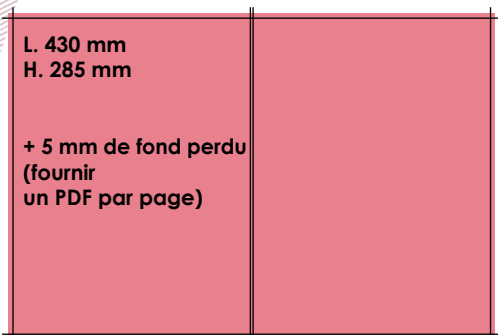 L. 430 mm
H. 285 mm
+ 5 mm de fond perdu
(fournir
un PDF par page)